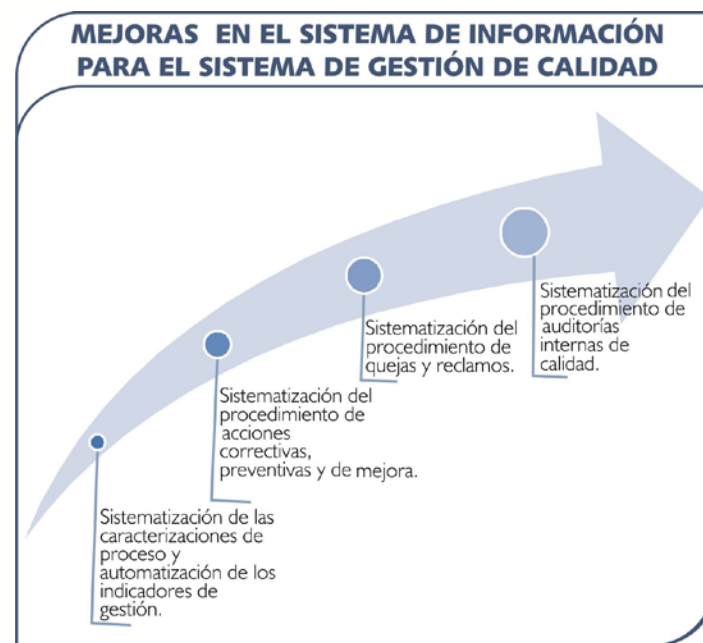 MEJORAS EN EL SISTEMA DE INFORMACIÓN
PARA EL SISTEMA DE GESTIÓN DE CALIDAD
Sistematización de las
caracterizaciones de
proceso y
automatización de los
indicadores de
gestión.
Sistematización del
procedimiento de
acciones
correctivas,
preventivas y de mejora.
Sistematización del
procedimiento de
quejas y reclamos.
Sistematización del
procedimiento de
auditorías
internas de
calidad.